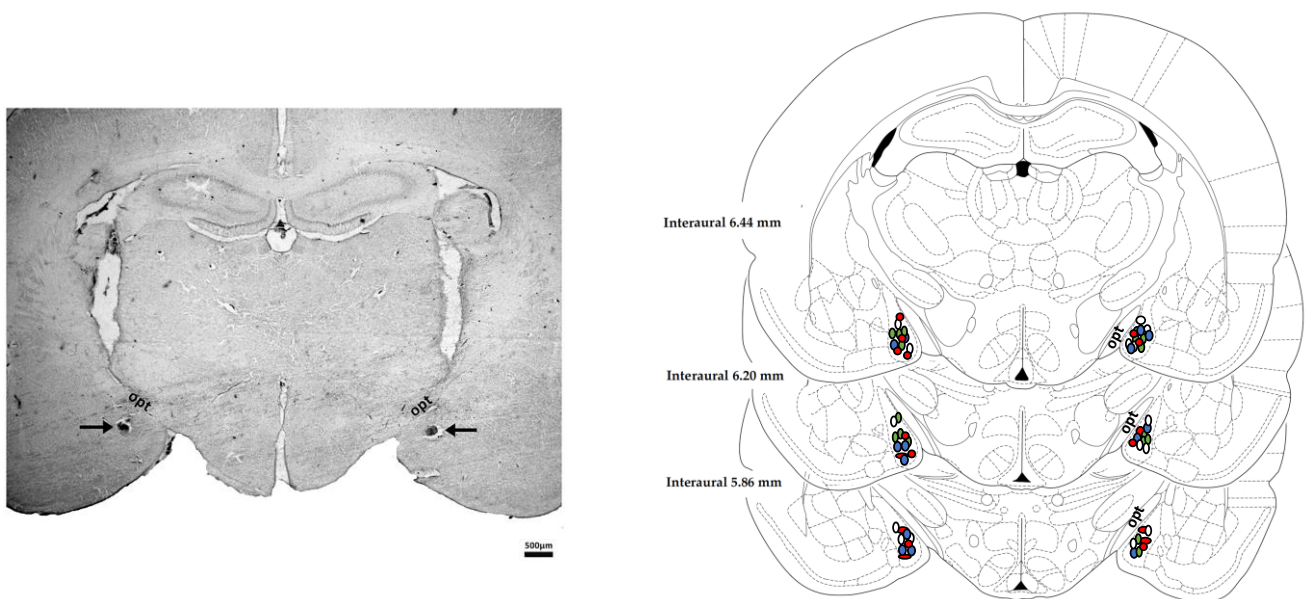 opt
opt
500µm
Interaural 6.44 mm
opt
Interaural 6.20 mm
opt
Interaural 5.86 mm
opt